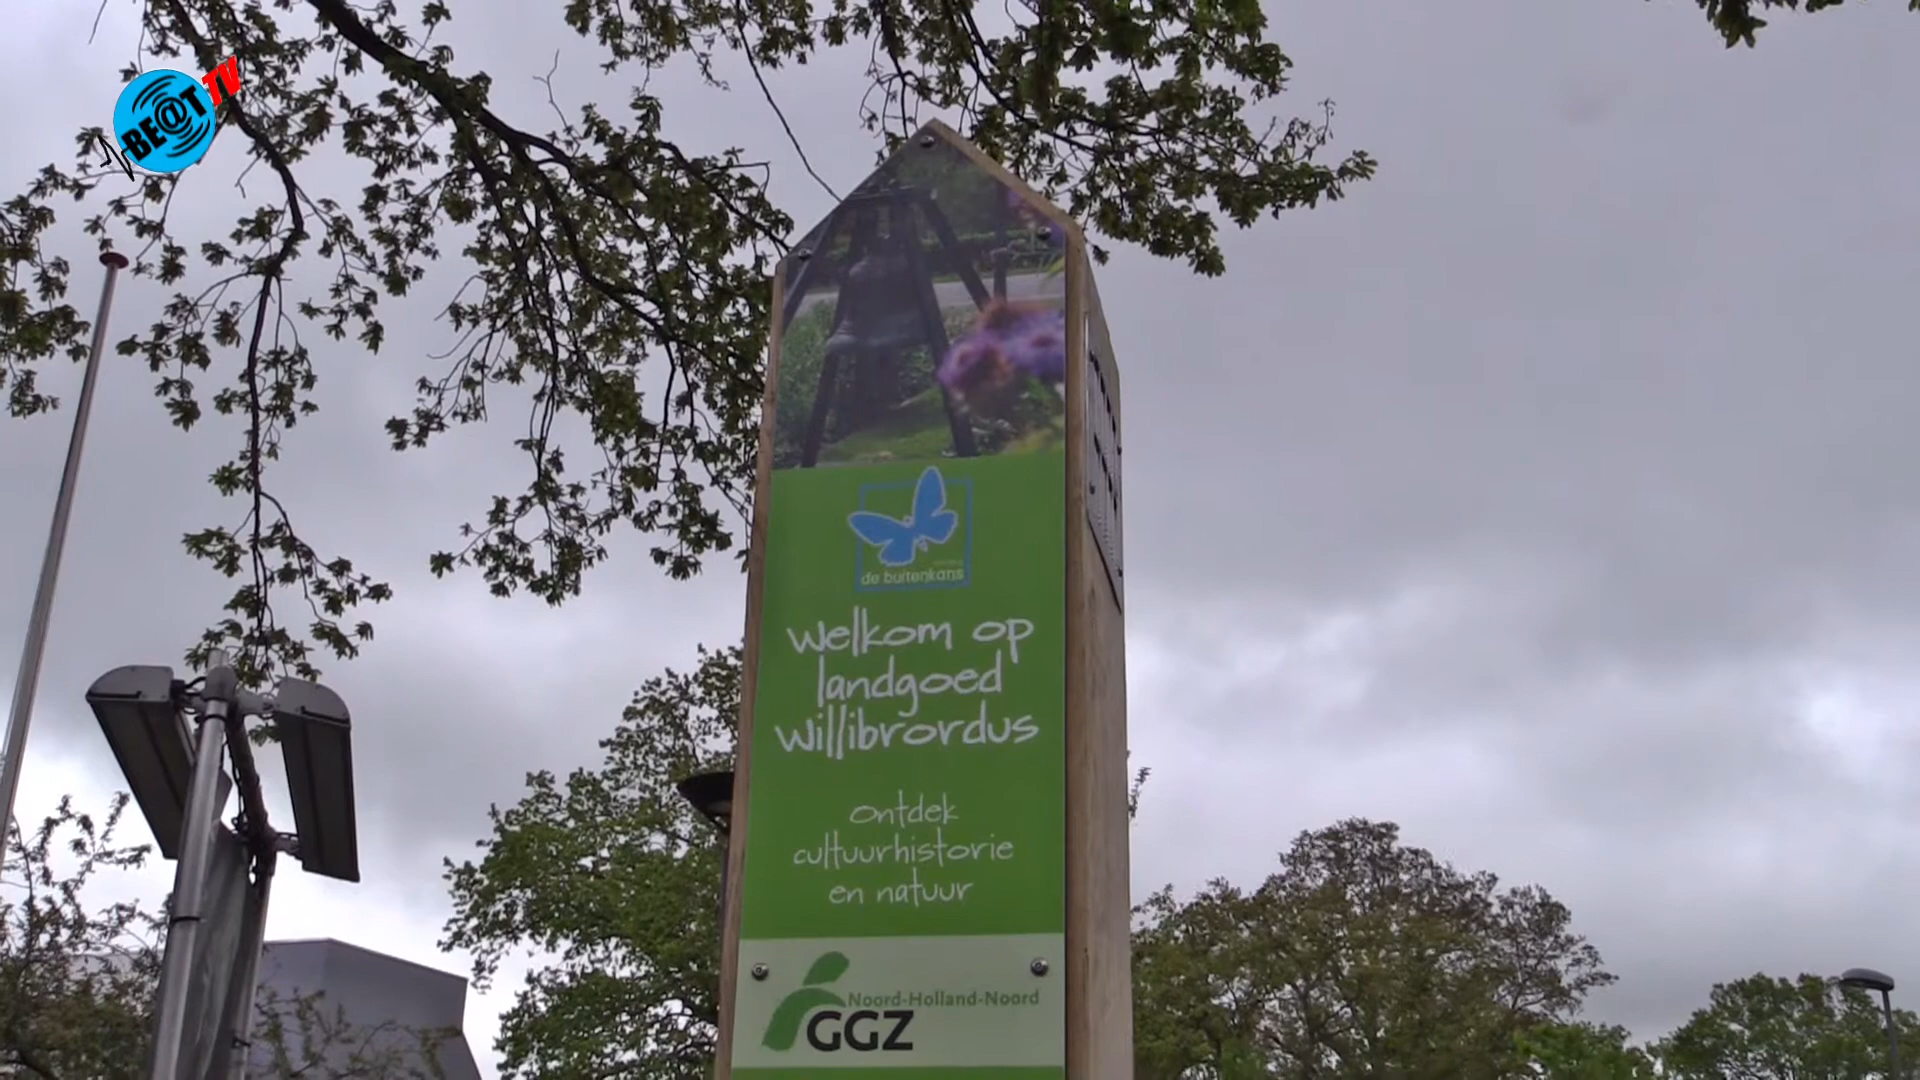 BE@T TV
de buitenkans
Welkom op
landgoed
willibrordus
Ontdek
cultuurhistorie
en natuur
Noord-Holland-Noord
GGZ